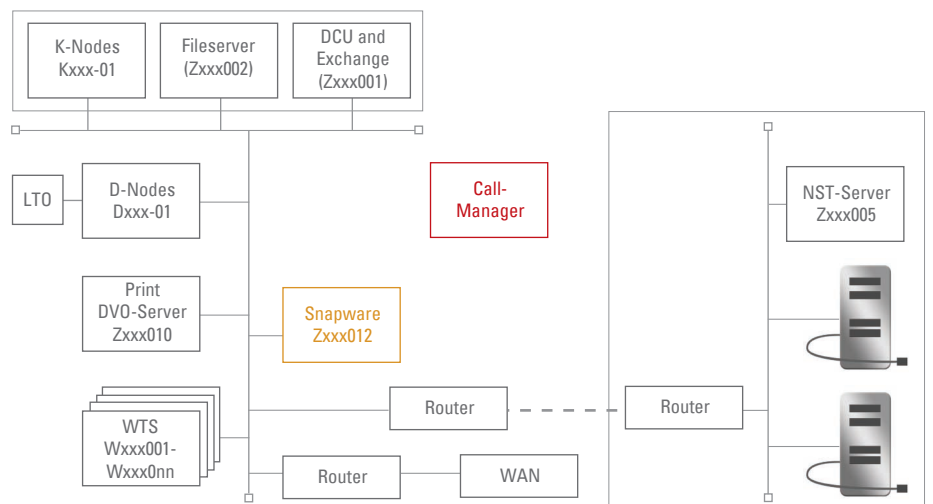 K-Nodes
Kxxx-01
Fileserver
(Zxxx002)
DCU and
Exchange
(Zxxx001)
LTO
D-Nodes
Dxxx-01
Call-
Manager
NST-Server
Zxxx005
Print
DVO-Server
Zxxx010
Snapware
Zxxx012
WTS
Wxxx001-
Wxxx0nn
Router
Router
Router
WAN